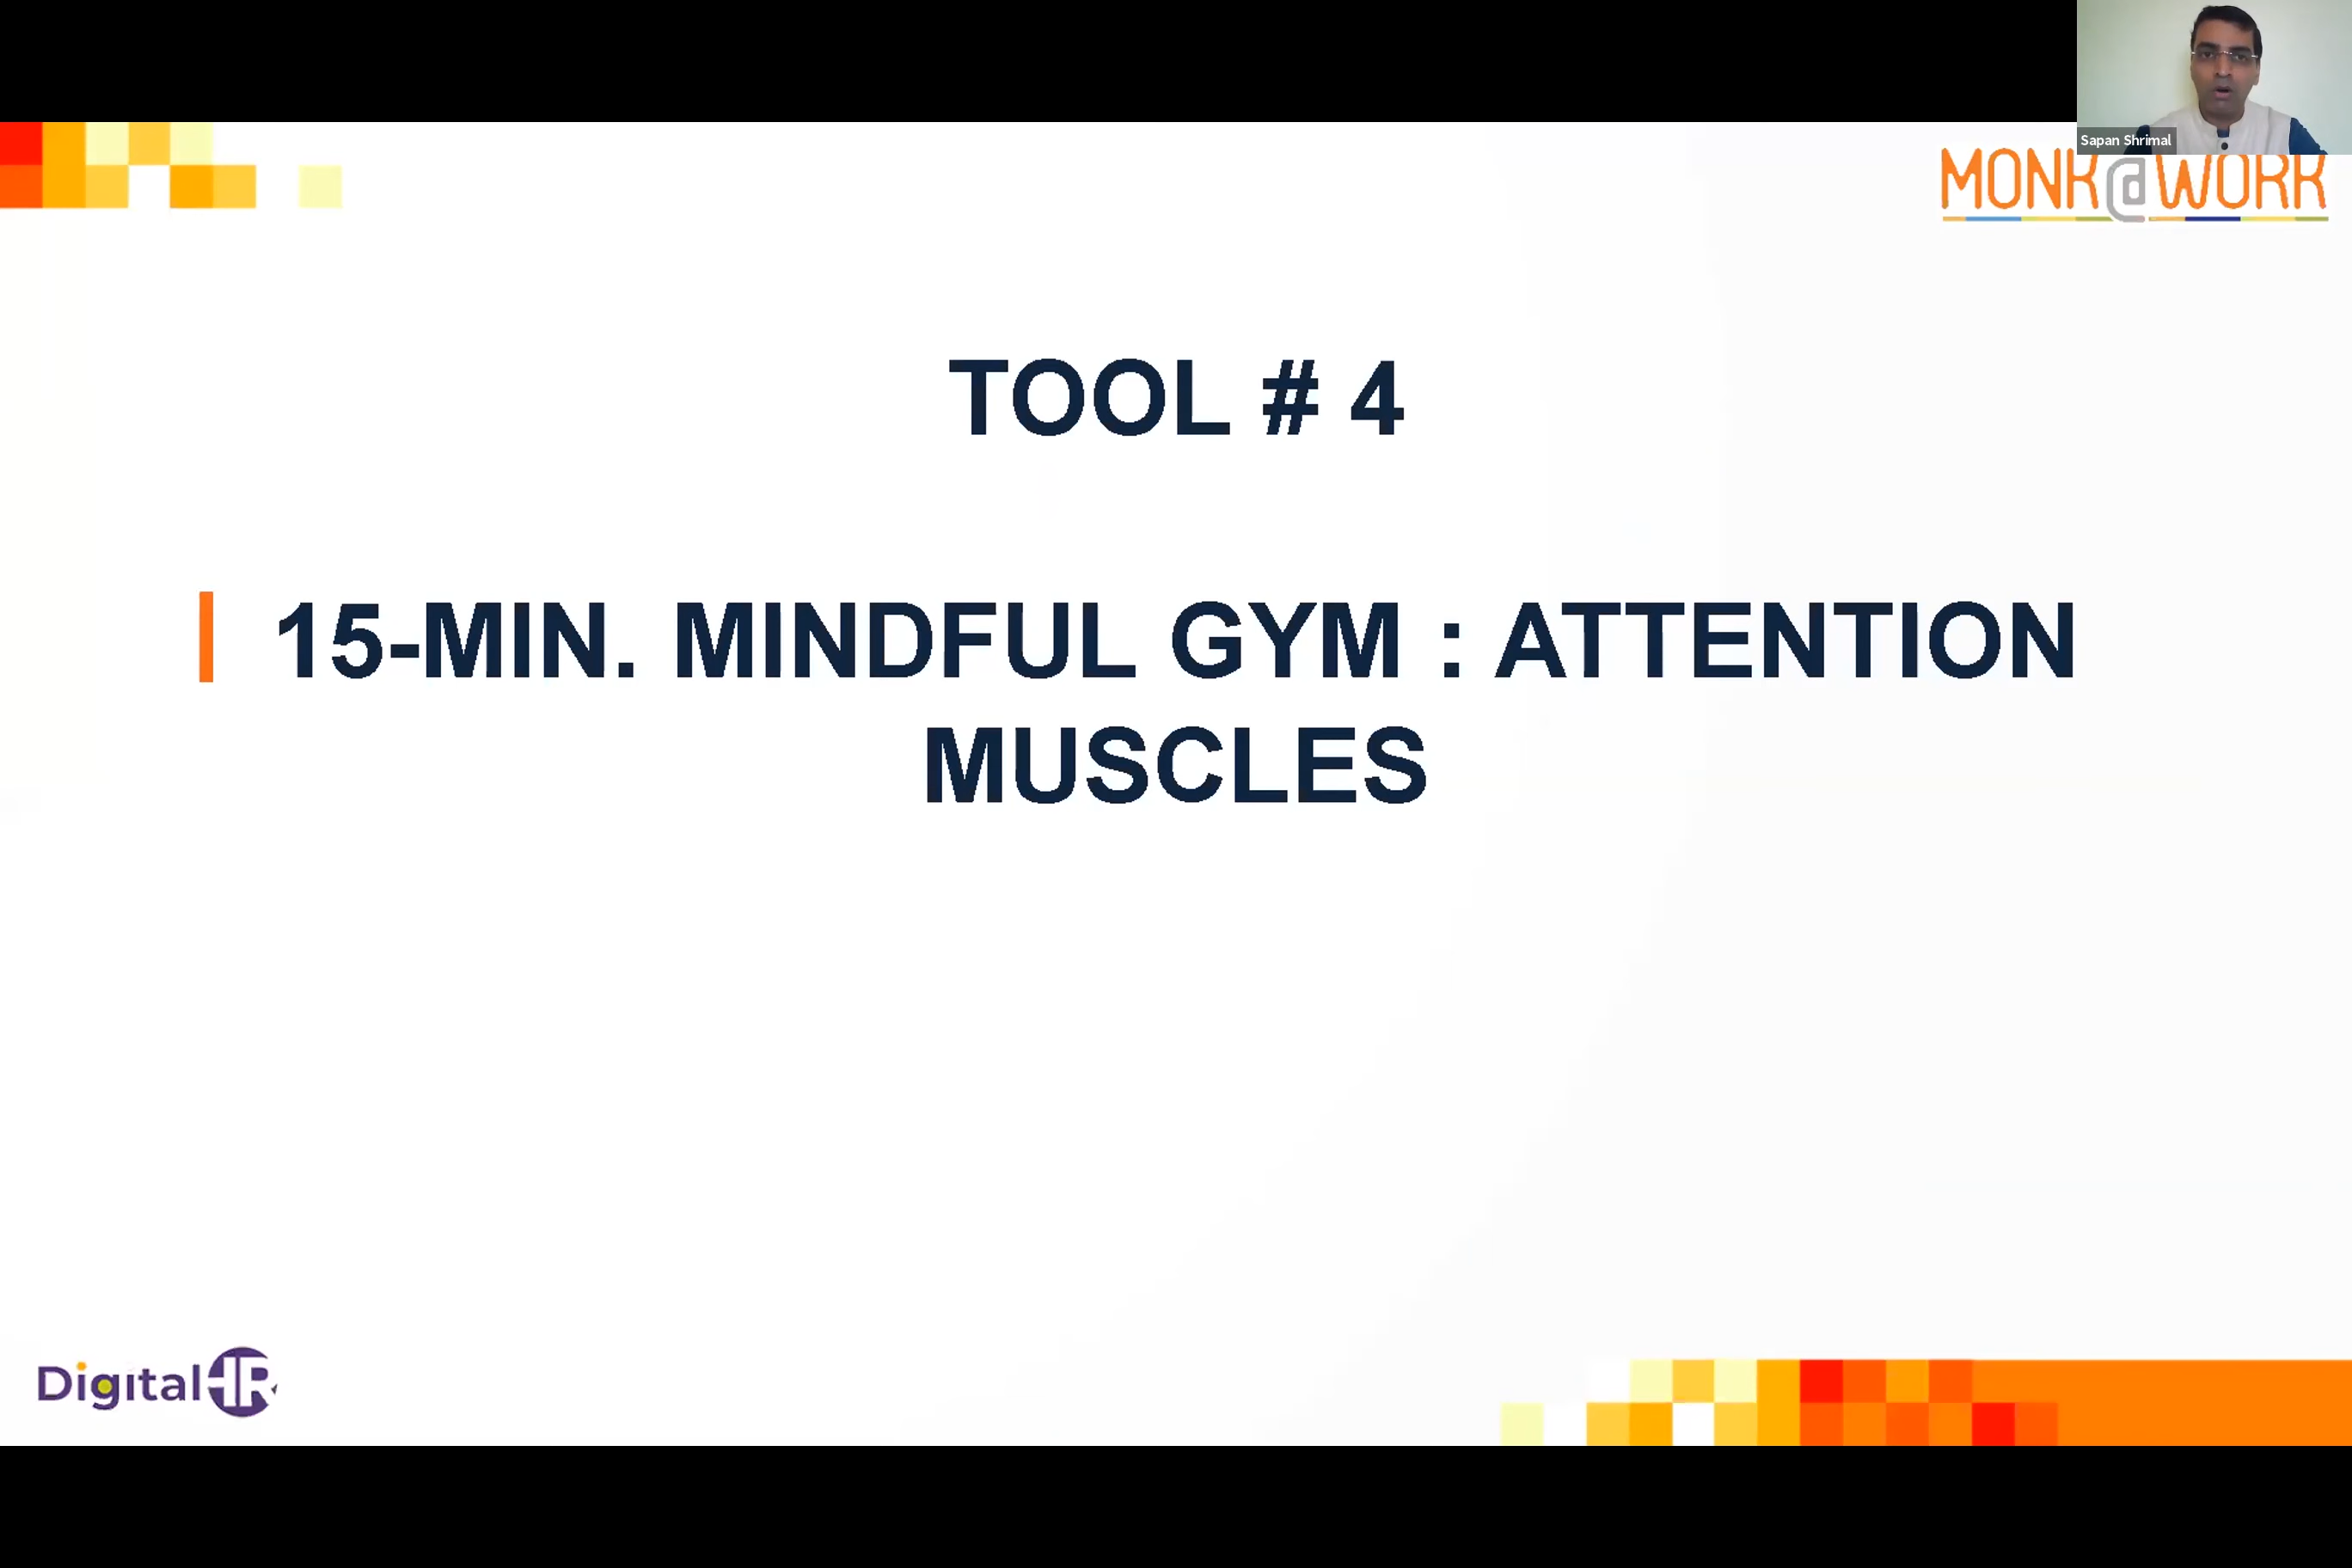 Sapan Shrimal
MONK@WORK
TOOL # 4
15-MIN. MINDFUL GYM : ATTENTION
MUSCLES
DigitalHR